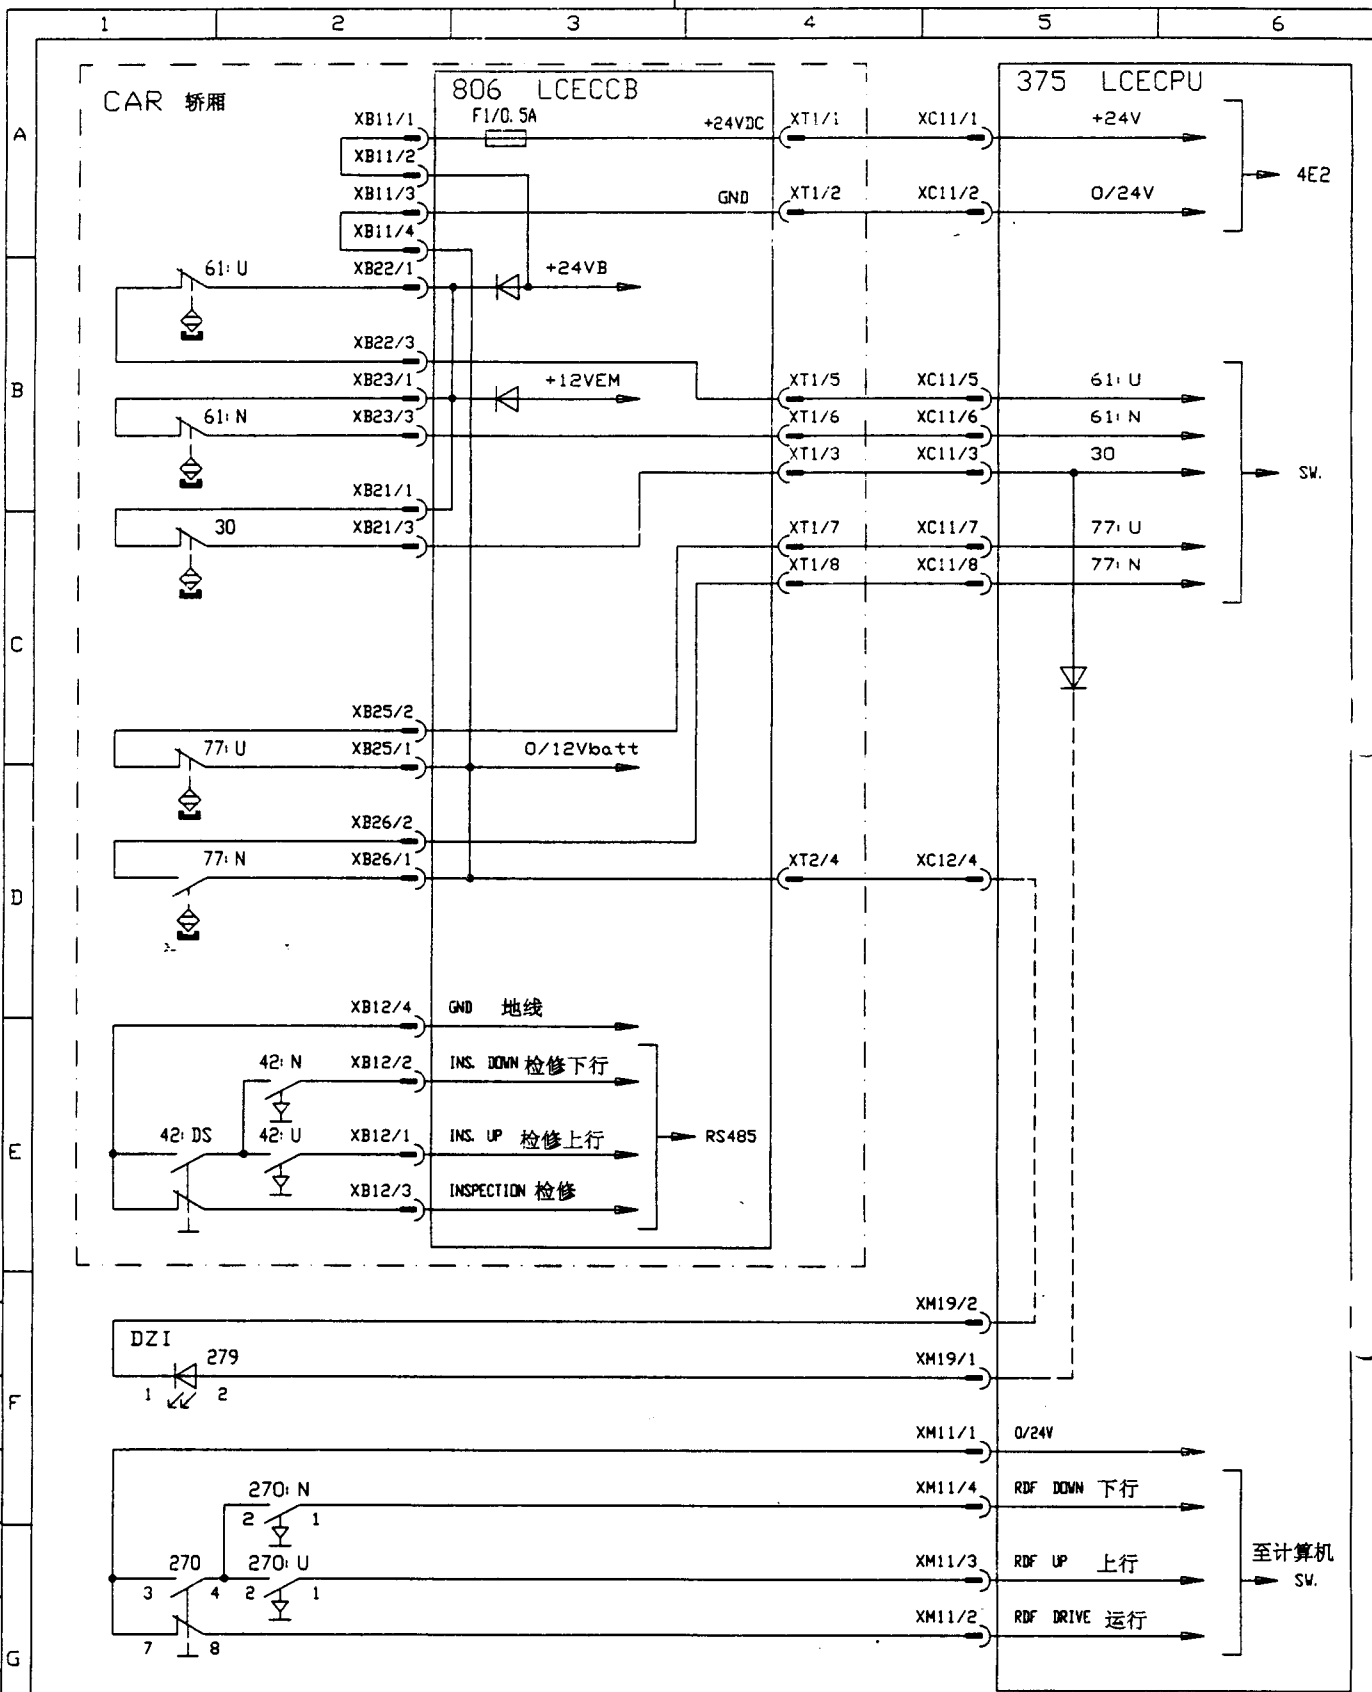 1 2 3 4 5 6
A
B
C
D
E
F
G
CAR 轿厢
806 LCECCB
375 LCECPU
XB11/1 F1/0.5A +24VDC XT1/1 XC11/1 +24V
XB11/2
4E2
XB11/3 GND XT1/2 XC11/2 0/24V
XB11/4
61:U XB22/1 +24VB
XB22/3
XB23/1 +12VEM XT1/5 XC11/5 61:U
61:N XB23/3 XT1/6 XC11/6 61:N
XT1/3 XC11/3 30
SW.
XB21/1
30 XB21/3 XT1/7 XC11/7 77:U
XT1/8 XC11/8 77:N
XB25/2
77:U XB25/1 0/12Vbatt
XB26/2
77:N XB26/1 XT2/4 XC12/4
XB12/4 GND 地线
42:N XB12/2 INS. DOWN 检修下行
42:DS 42:U XB12/1 INS. UP 检修上行 RS485
XB12/3 INSPECTION 检修
XM19/2
DZI
279 XM19/1
1 2
XM11/1 0/24V
270:N XM11/4 RDF DOWN 下行
2 1
至计算机
270 270:U XM11/3 RDF UP 上行
SW.
3 4 2 1
XM11/2 RDF DRIVE 运行
7 8